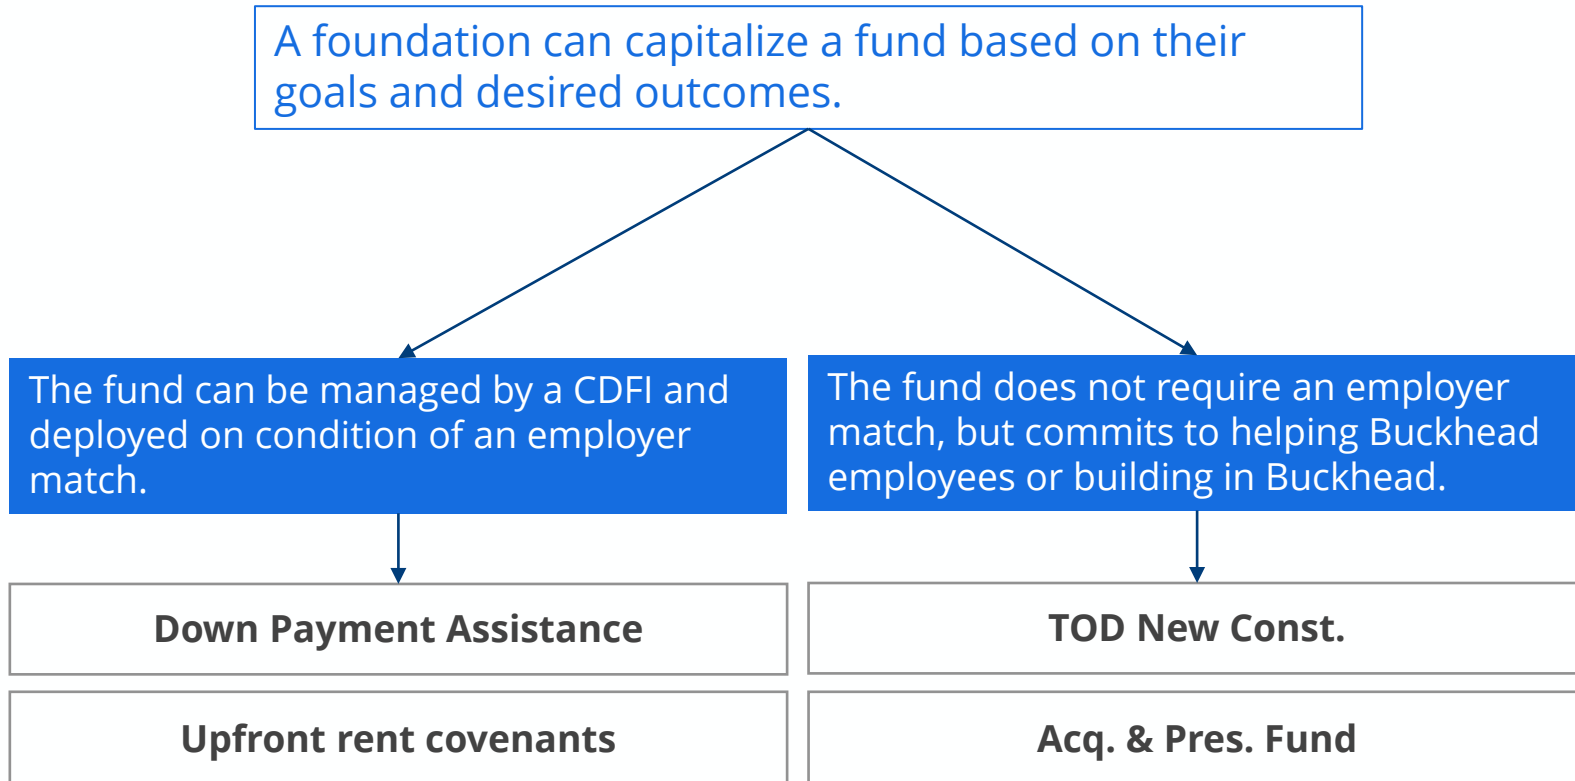 A foundation can capitalize a fund based on their
goals and desired outcomes.
The fund can be managed by a CDFI and
deployed on condition of an employer
match.
The fund does not require an employer
match, but commits to helping Buckhead
employees or building in Buckhead.
Down Payment Assistance
TOD New Const.
Upfront rent covenants
Acq. & Pres. Fund